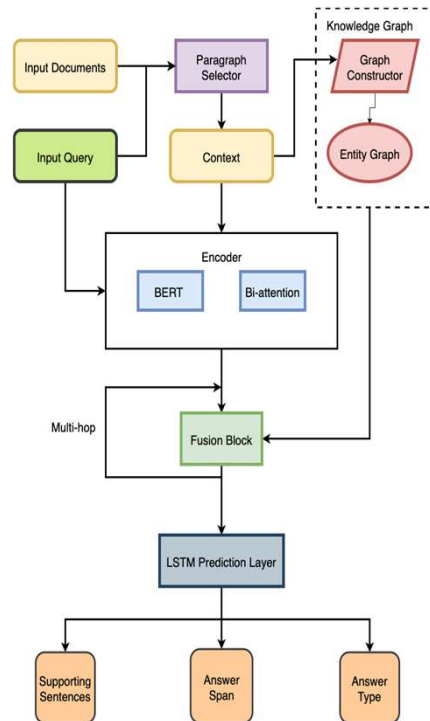 Knowledge Graph
Input Documents
Paragraph
Selector
Graph
Constructor
Input Query
Context
Entity Graph
Encoder
BERT
Bi-attention
Multi-hop
Fusion Block
LSTM Prediction Layer
Supporting
Sentences
Answer
Span
Answer
Type